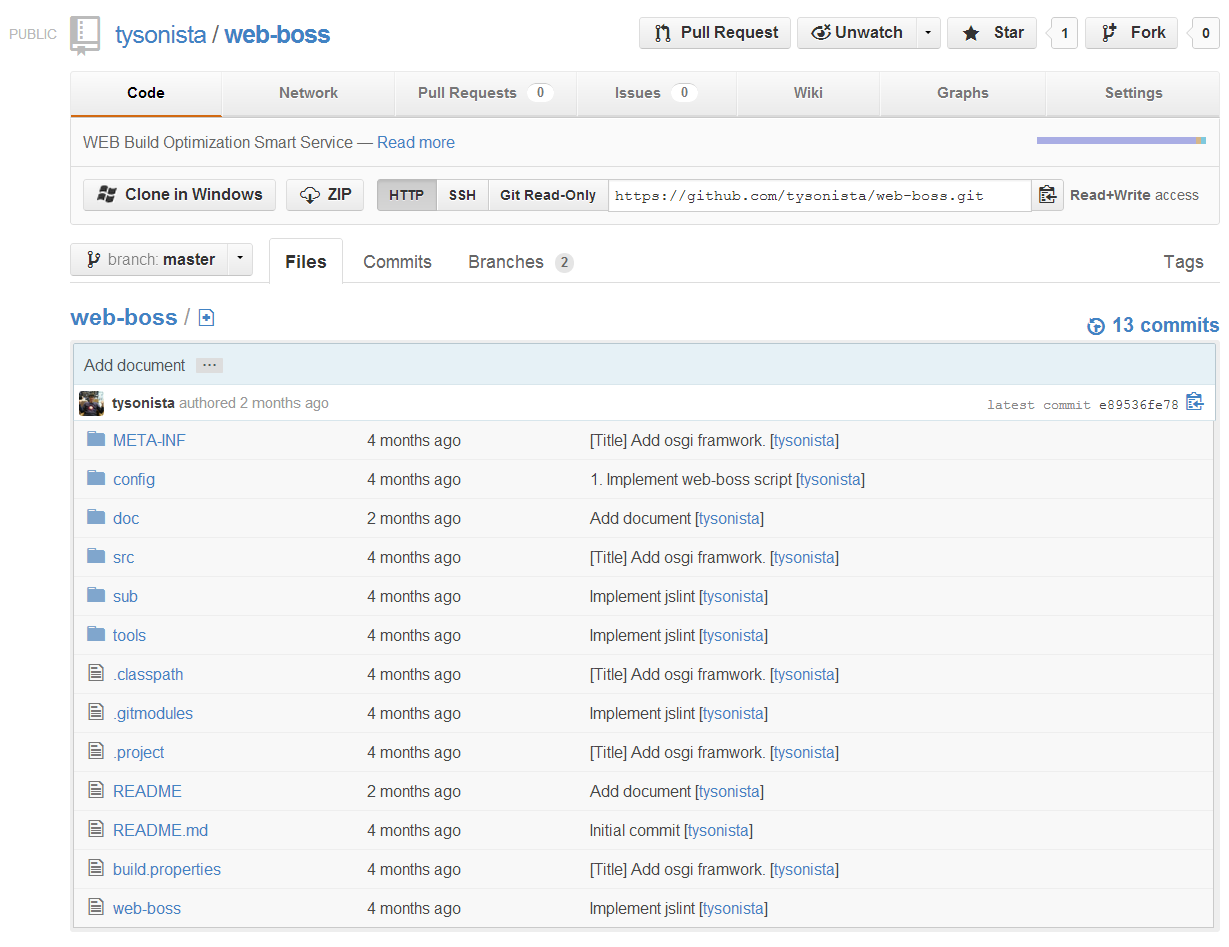 PUBLIC tysonista / web-boss Pull Request Unwatch Star 1 Fork 0
Code Network Pull Requests 0 Issues 0 Wiki Graphs Settings
WEB Build Optimization Smart Service — Read more
Clone in Windows ZIP HTTP SSH Git Read-Only https://github.com/tysonista/web-boss.git Read+Write access
branch: master Files Commits Branches 2 Tags
web-boss / 13 commits
Add document ...
tysonista authored 2 months ago latest commit e89536fe78
META-INF 4 months ago [Title] Add osgi framwork. [tysonista]
config 4 months ago 1. Implement web-boss script [tysonista]
doc 2 months ago Add document [tysonista]
src 4 months ago [Title] Add osgi framwork. [tysonista]
sub 4 months ago Implement jslint [tysonista]
tools 4 months ago Implement jslint [tysonista]
.classpath 4 months ago [Title] Add osgi framwork. [tysonista]
.gitmodules 4 months ago Implement jslint [tysonista]
.project 4 months ago [Title] Add osgi framwork. [tysonista]
README 2 months ago Add document [tysonista]
README.md 4 months ago Initial commit [tysonista]
build.properties 4 months ago [Title] Add osgi framwork. [tysonista]
web-boss 4 months ago Implement jslint [tysonista]